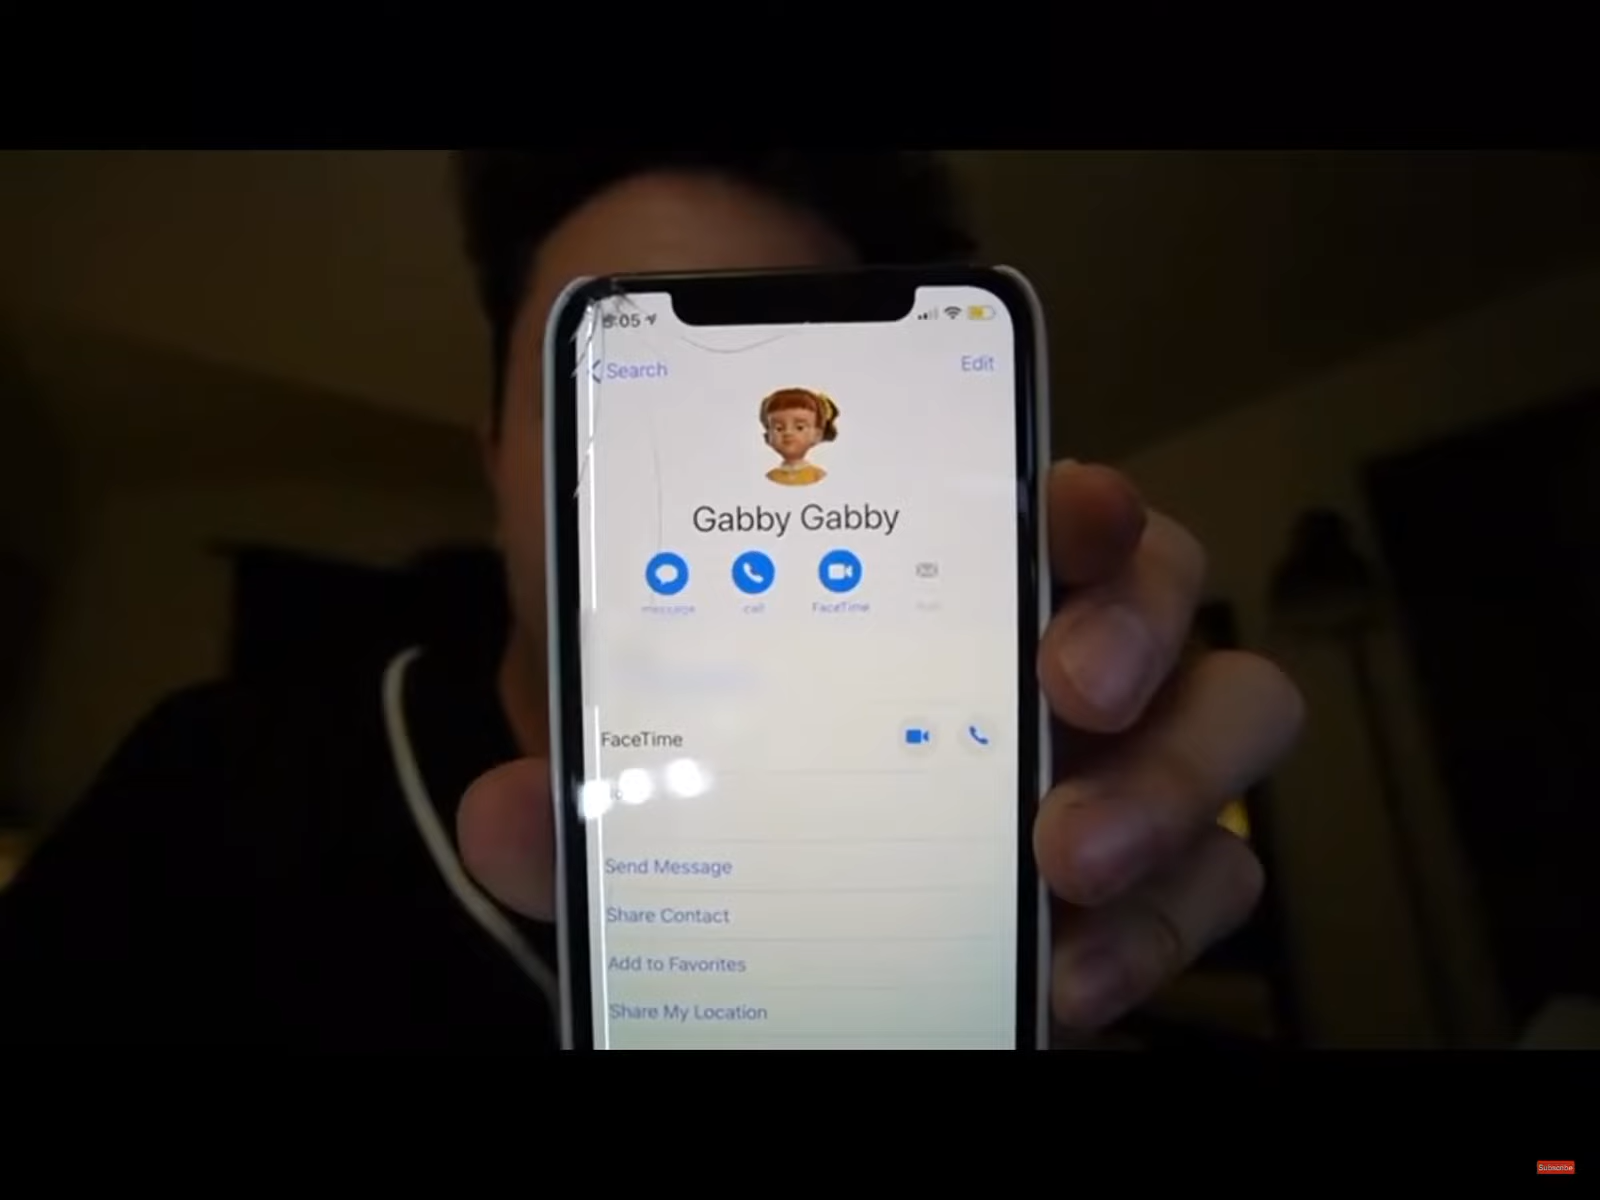 :05
Search
Edit
Gabby Gabby
message
call
FaceTime
FaceTime
Send Message
Share Contact
Add to Favorites
Share My Location
Subscribe